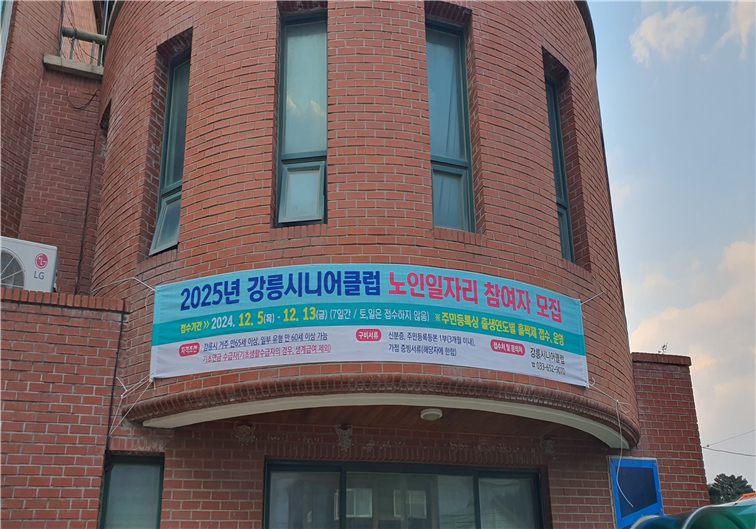 2025년 강릉시니어클럽 노인일자리 참여자 모집
접수기간 >> 2024. 12. 5(목) - 12. 13(금) (7일간 / 토,일은 접수하지 않음) ※ 주민등록상 출생연도별 홀짝제 접수, 운영
자격조건 강릉시 거주 만65세 이상, 일부 유형 만 60세 이상 가능
기초연금 수급자(기초생활수급자의 경우, 생계급여 제외)
구비서류 신분증, 주민등록등본 1부(3개월 이내),
가점 증빙서류(해당자에 한함)
접수처 및 문의처 강릉시니어클럽
☎ 033-652-9070
LG